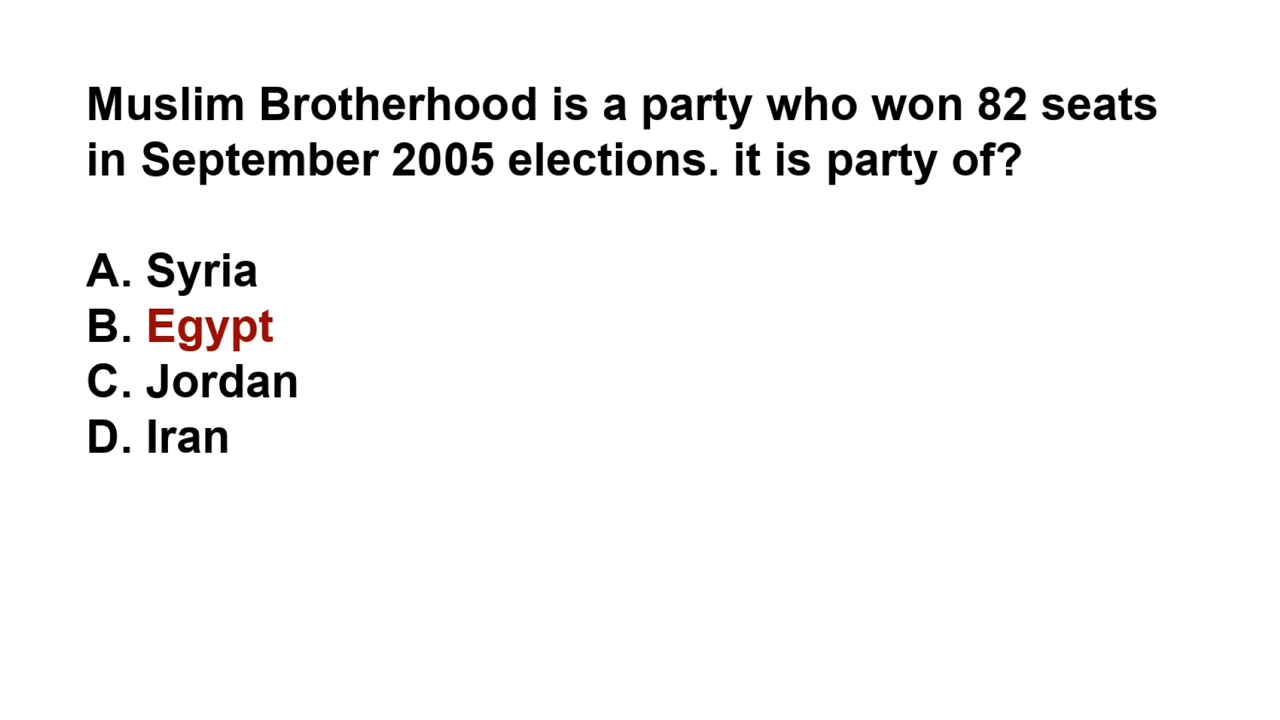 Muslim Brotherhood is a party who won 82 seats
in September 2005 elections. it is party of?
A. Syria
B. Egypt
C. Jordan
D. Iran